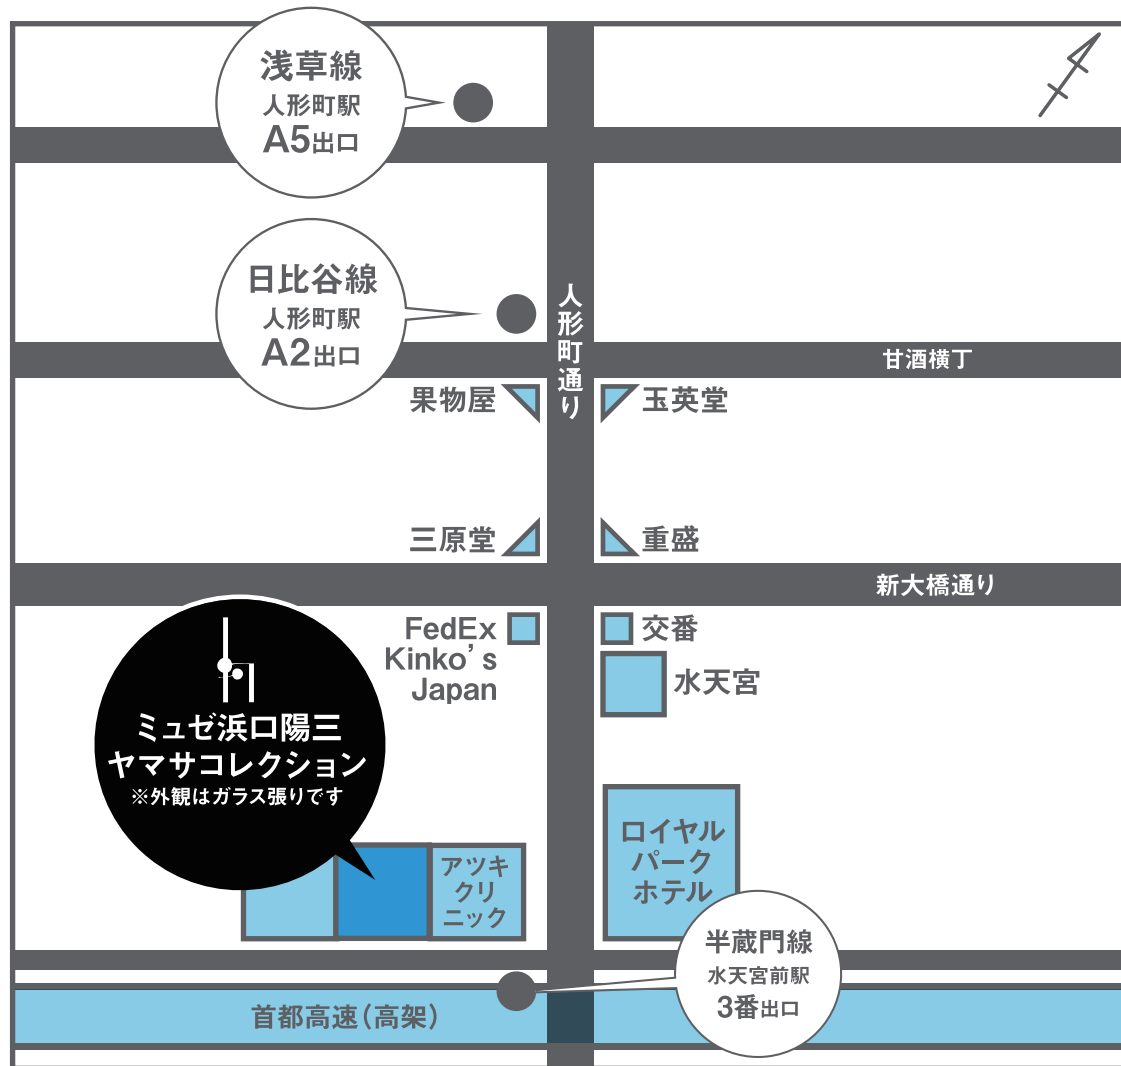 浅草線
人形町駅
A5出口
日比谷線
人形町駅
A2出口
人形町通り
甘酒横丁
果物屋
玉英堂
三原堂
重盛
新大橋通り
FedEx
Kinko’s
Japan
交番
水天宮
ミュゼ浜口陽三
ヤマサコレクション
※外観はガラス張りです
アツキ
クリ
ニック
ロイヤル
パーク
ホテル
半蔵門線
水天宮前駅
3番出口
首都高速(高架)